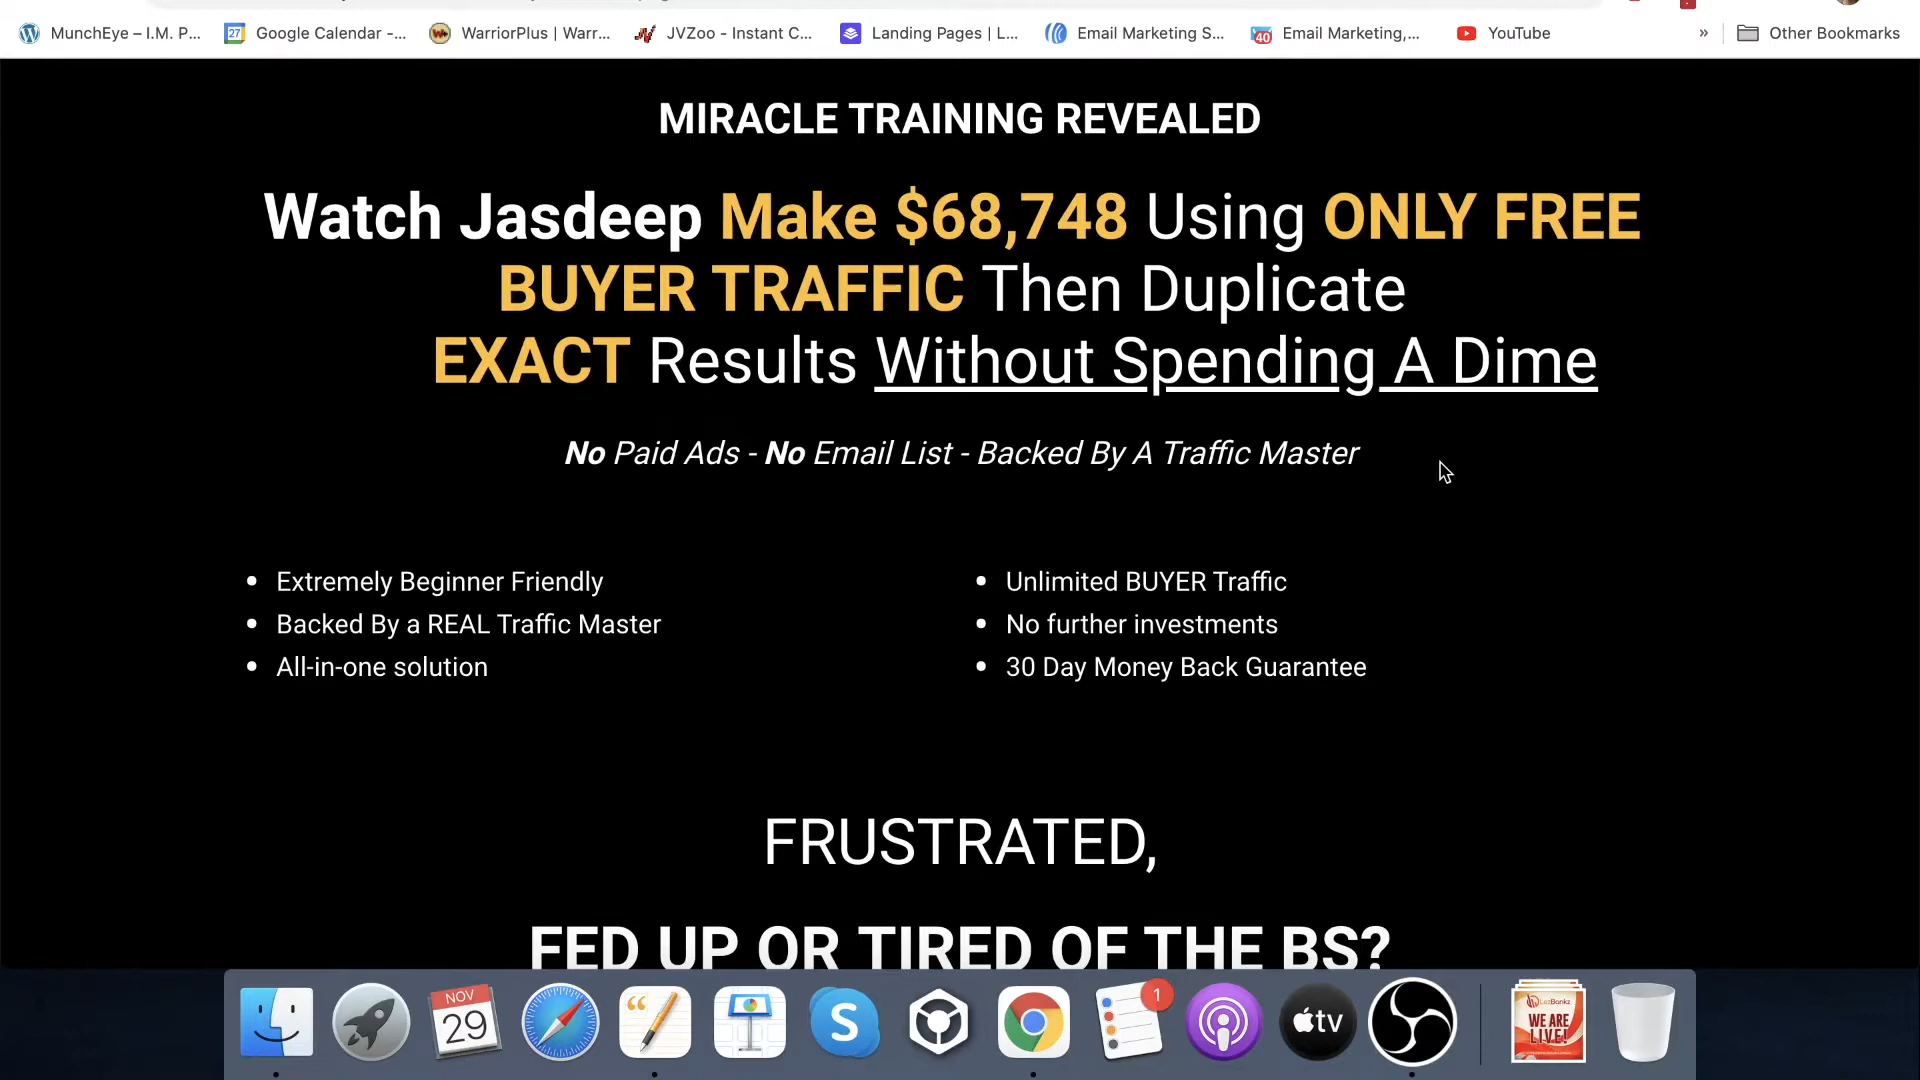 MunchEye – I.M. P...
27
Google Calendar -...
WarriorPlus | Warr...
JVZoo - Instant C...
Landing Pages | L...
Email Marketing S...
40
Email Marketing,...
YouTube
»
Other Bookmarks
MIRACLE TRAINING REVEALED
Watch Jasdeep Make $68,748 Using ONLY FREE
BUYER TRAFFIC Then Duplicate
EXACT Results Without Spending A Dime
No Paid Ads - No Email List - Backed By A Traffic Master
• Extremely Beginner Friendly
• Backed By a REAL Traffic Master
• All-in-one solution
• Unlimited BUYER Traffic
• No further investments
• 30 Day Money Back Guarantee
FRUSTRATED,
FED UP OR TIRED OF THE BS?
NOV
29
S
1
tv
WE ARE
LIVE!